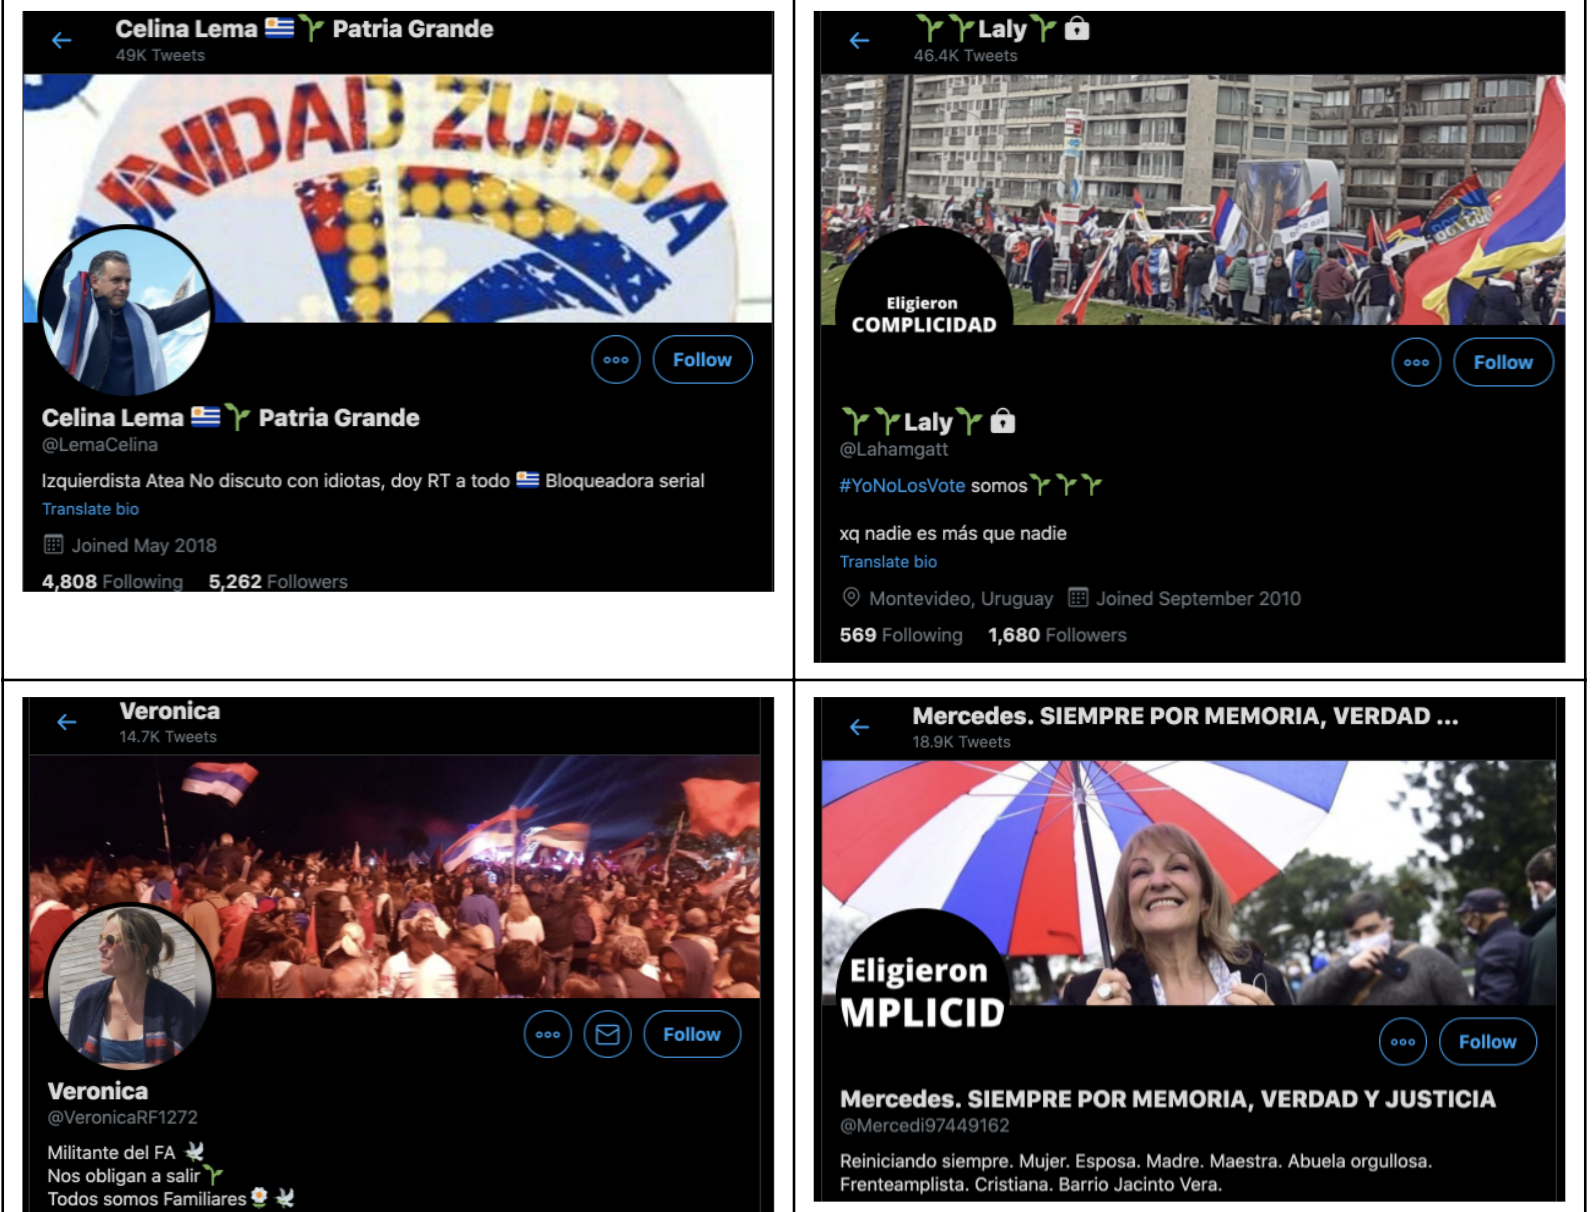 Celina Lema 🇺🇾🌱 Patria Grande
49K Tweets
UNIDAD ZURDA
Follow
Celina Lema 🇺🇾🌱 Patria Grande
@LemaCelina
Izquierdista Atea No discuto con idiotas, doy RT a todo 🇺🇾 Bloqueadora serial
Translate bio
Joined May 2018
4,808 Following 5,262 Followers
🌱🌱Laly🌱🔒
46.4K Tweets
Eligieron
COMPLICIDAD
Follow
🌱🌱Laly🌱🔒
@Lahamgatt
#YoNoLosVote somos🌱🌱🌱
xq nadie es más que nadie
Translate bio
Montevideo, Uruguay Joined September 2010
569 Following 1,680 Followers
Veronica
14.7K Tweets
Follow
Veronica
@VeronicaRF1272
Militante del FA 🕊
Nos obligan a salir🌱
Todos somos Familiares🌼🕊
Mercedes. SIEMPRE POR MEMORIA, VERDAD ...
18.9K Tweets
Eligieron
MPLICID
Follow
Mercedes. SIEMPRE POR MEMORIA, VERDAD Y JUSTICIA
@Mercedi97449162
Reiniciando siempre. Mujer. Esposa. Madre. Maestra. Abuela orgullosa.
Frenteamplista. Cristiana. Barrio Jacinto Vera.